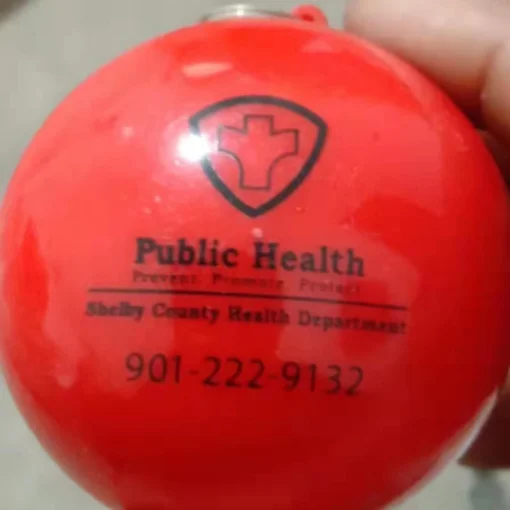 Public Health
Prevent. Promote. Protect.
Shelby County Health Department
901-222-9132